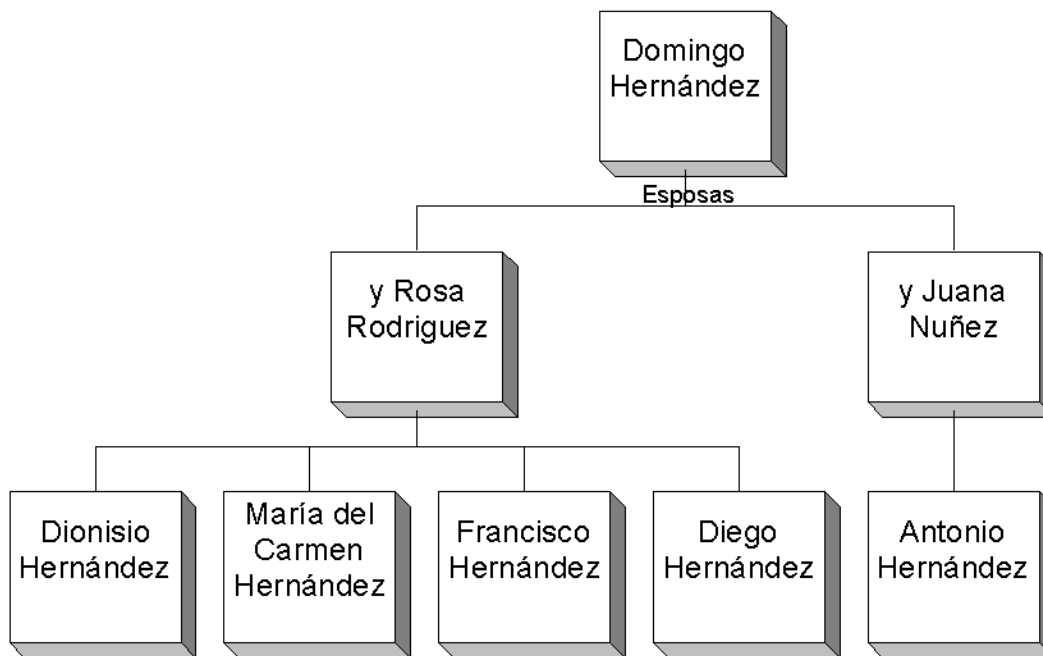 Domingo
Hernández
Esposas
y Rosa
Rodriguez
y Juana
Nuñez
Dionisio
Hernández
María del
Carmen
Hernández
Francisco
Hernández
Diego
Hernández
Antonio
Hernández